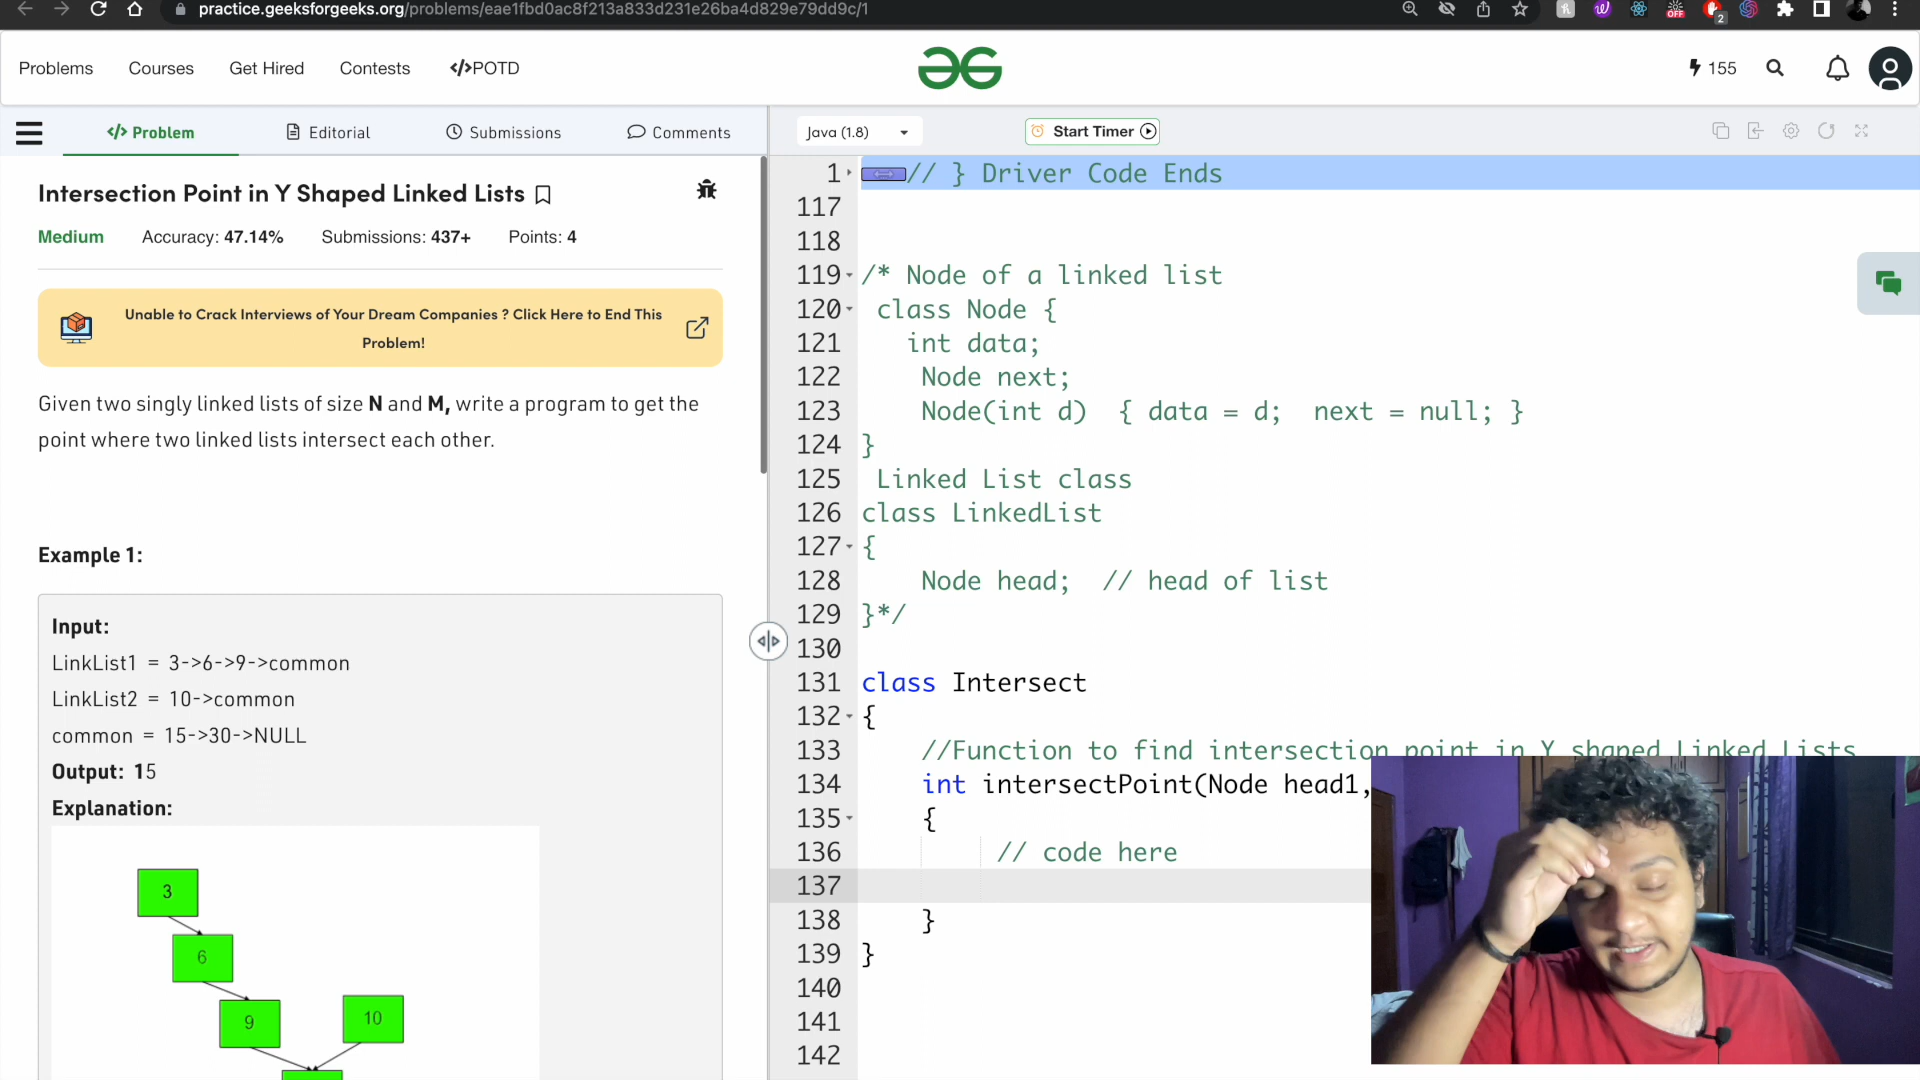 practice.geeksforgeeks.org/problems/eae1fbd0ac8f213a833d231e26ba4d829e79dd9c/1
OFF
2
Problems
Courses
Get Hired
Contests
</>POTD
155
</> Problem
Editorial
Submissions
Comments
Java (1.8)
Start Timer
Intersection Point in Y Shaped Linked Lists
Medium
Accuracy: 47.14%
Submissions: 437+
Points: 4
Unable to Crack Interviews of Your Dream Companies ? Click Here to End This
Problem!
Given two singly linked lists of size N and M, write a program to get the
point where two linked lists intersect each other.
Example 1:
Input:
LinkList1 = 3->6->9->common
LinkList2 = 10->common
common = 15->30->NULL
Output: 15
Explanation:
3
6
9
10
1 // } Driver Code Ends
117
118
119 /* Node of a linked list
120 class Node {
121 int data;
122 Node next;
123 Node(int d) { data = d; next = null; }
124 }
125 Linked List class
126 class LinkedList
127 {
128 Node head; // head of list
129 }*/
130
131 class Intersect
132 {
133 //Function to find intersection point in Y shaped Linked Lists
134 int intersectPoint(Node head1,
135 {
136 // code here
137
138 }
139 }
140
141
142